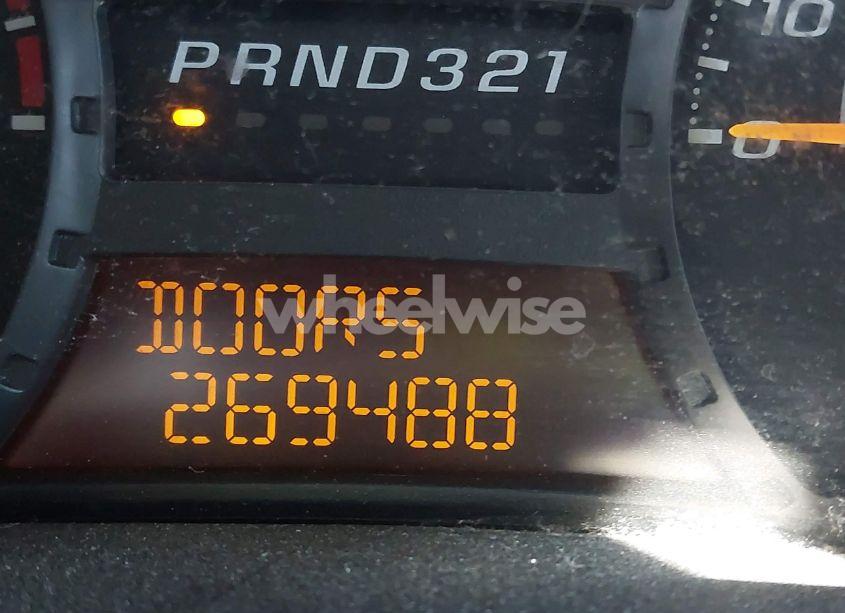 PRND321
10
0
DOORS
wheelwise
269488